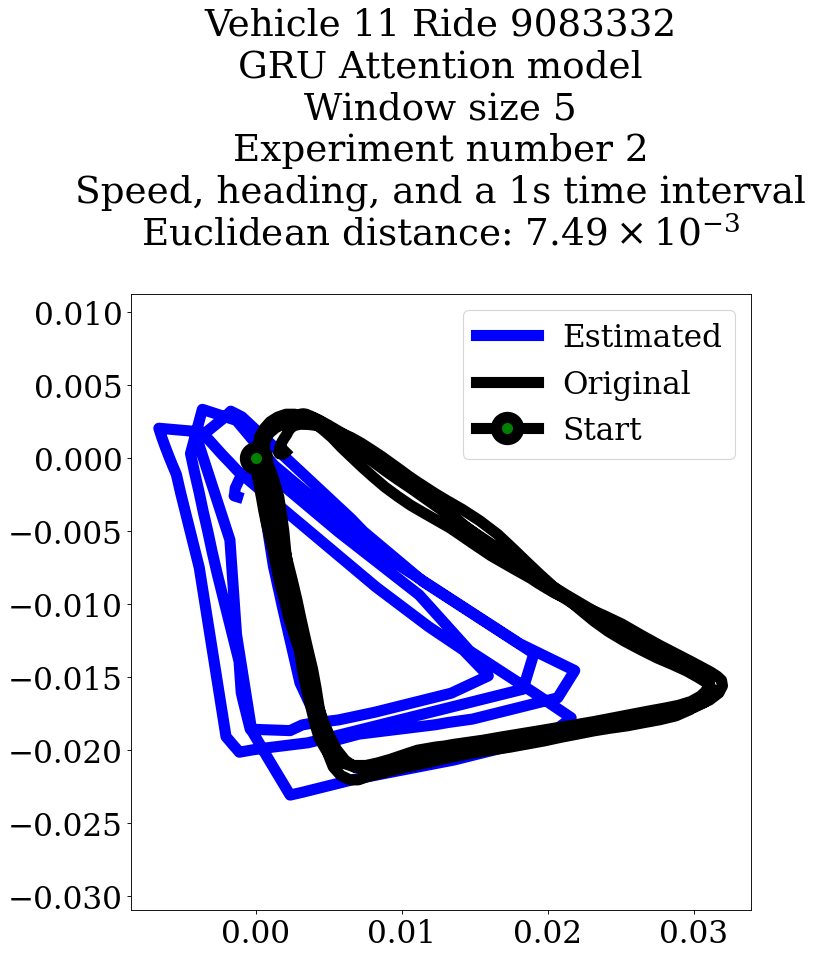 Vehicle 11 Ride 9083332
GRU Attention model
Window size 5
Experiment number 2
Speed, heading, and a 1s time interval
Euclidean distance: 7.49 × 10⁻³
Estimated
Original
Start
0.010
0.005
0.000
−0.005
−0.010
−0.015
−0.020
−0.025
−0.030
0.00 0.01 0.02 0.03